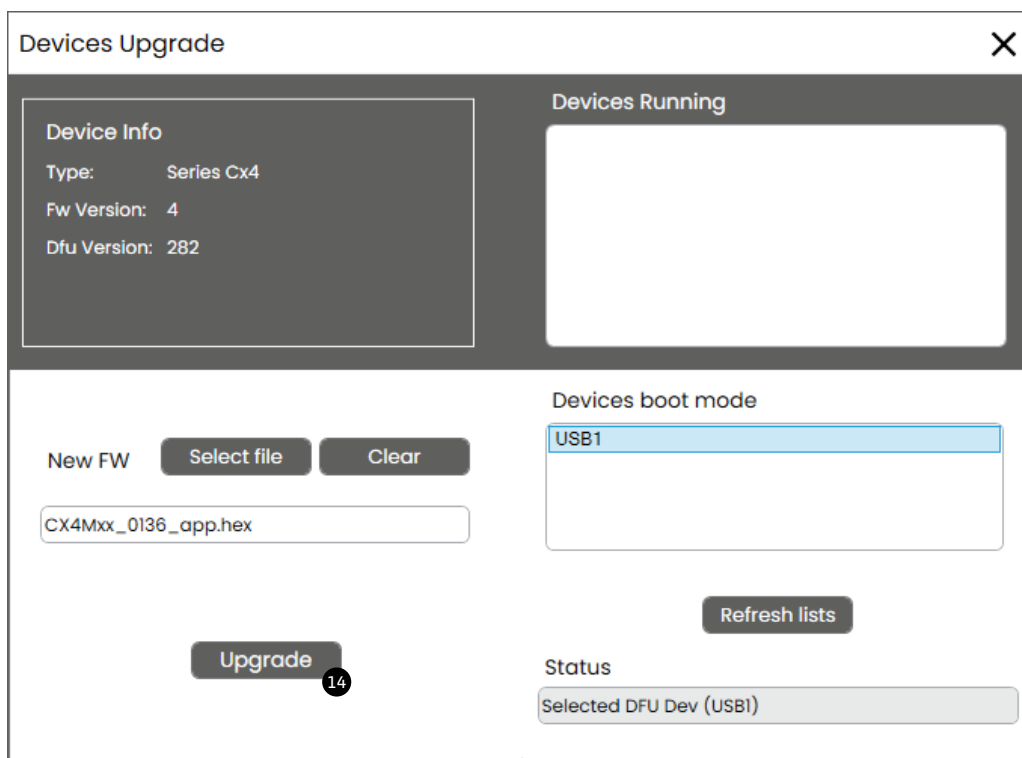 Devices Upgrade
Device Info
Type: Series Cx4
Fw Version: 4
Dfu Version: 282
Devices Running
New FW Select file Clear
CX4Mxx_0136_app.hex
Upgrade
14
Devices boot mode
USB1
Refresh lists
Status
Selected DFU Dev (USB1)